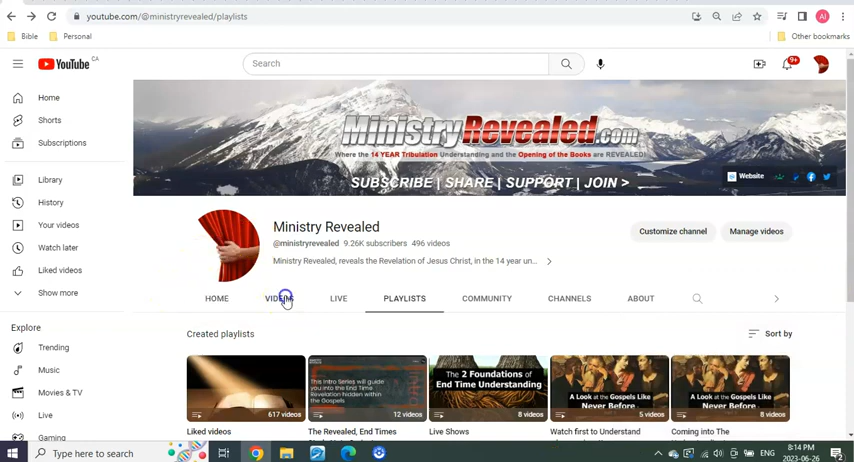 youtube.com/@ministryrevealed/playlists
AI
Bible
Personal
Other bookmarks
YouTube CA
Search
9+
Home
Shorts
Subscriptions
Library
History
Your videos
Watch later
Liked videos
Show more
Explore
Trending
Music
Movies & TV
Live
Gaming
MinistryRevealed.com
Where the 14 YEAR Tribulation Understanding and the Opening of the Books are REVEALED!
SUBSCRIBE | SHARE | SUPPORT | JOIN >
Website
Ministry Revealed
@ministryrevealed 9.26K subscribers 496 videos
Ministry Revealed, reveals the Revelation of Jesus Christ, in the 14 year un...
Customize channel
Manage videos
HOME
VIDEOS
LIVE
PLAYLISTS
COMMUNITY
CHANNELS
ABOUT
Created playlists
Sort by
617 videos
Liked videos
This Intro Series will guide
you into the End Time
Revelation hidden within
the Gospels
12 videos
The Revealed, End Times
The 2 Foundations of
End Time Understanding
8 videos
Live Shows
A Look at the Gospels Like
Never Before
5 videos
Watch first to Understand
A Look at the Gospels Like
Never Before
8 videos
Coming into The
Type here to search
ENG
8:14 PM
2023-06-26
2